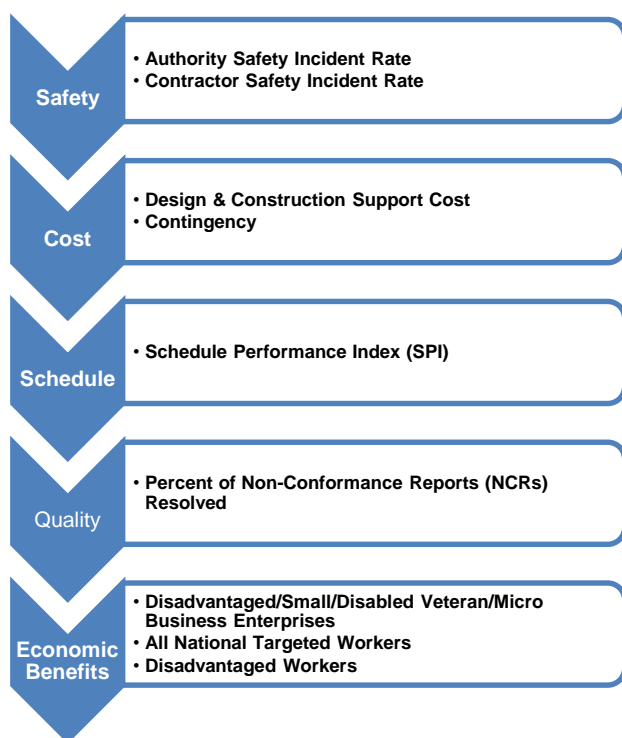 Safety
• Authority Safety Incident Rate
• Contractor Safety Incident Rate
Cost
• Design & Construction Support Cost
• Contingency
Schedule
• Schedule Performance Index (SPI)
Quality
• Percent of Non-Conformance Reports (NCRs)
Resolved
Economic
Benefits
• Disadvantaged/Small/Disabled Veteran/Micro
Business Enterprises
• All National Targeted Workers
• Disadvantaged Workers